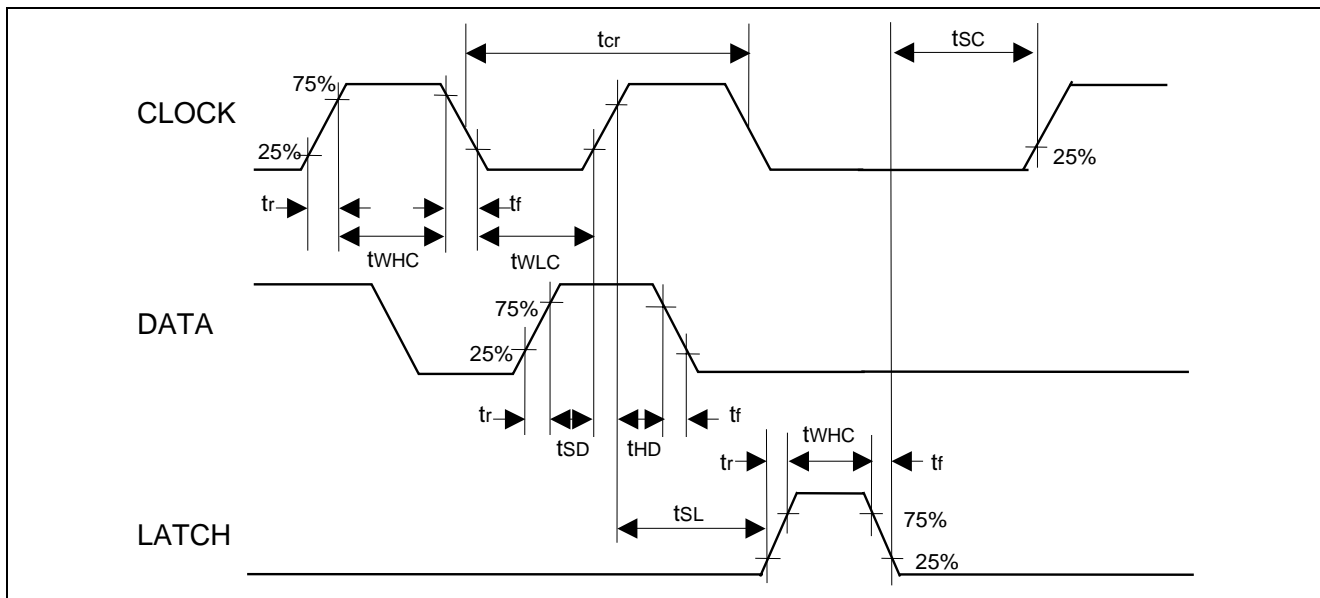 tcr
tSC
75%
CLOCK
25%
25%
tr
tf
tWHC
tWLC
75%
DATA
25%
tr
tSD
tHD
tf
tWHC
tr
tf
tSL
75%
LATCH
25%